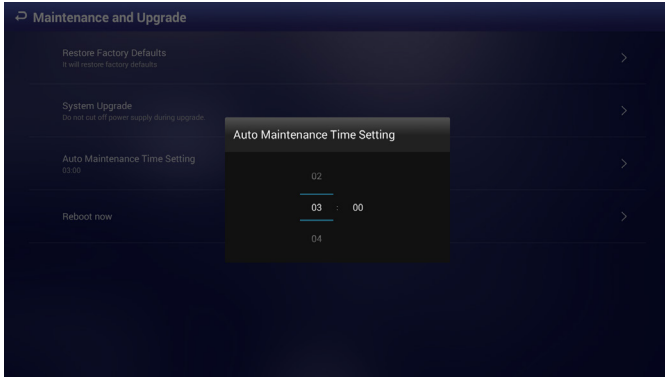 Maintenance and Upgrade
Restore Factory Defaults
It will restore factory defaults
System Upgrade
Do not cut off power supply during upgrade.
Auto Maintenance Time Setting
03:00
Reboot now
Auto Maintenance Time Setting
02
03 : 00
04